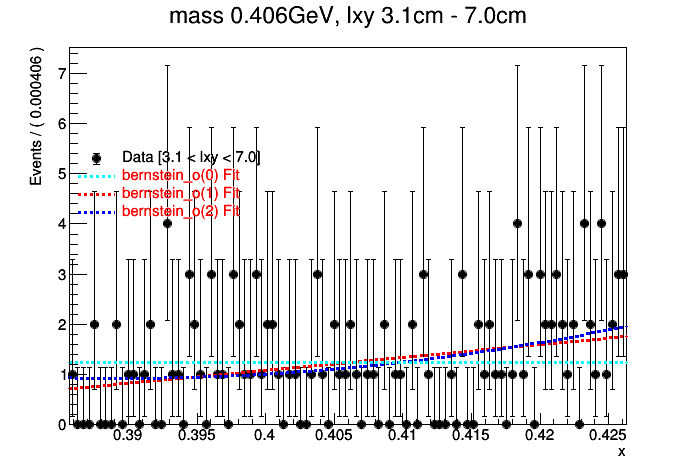 mass 0.406GeV, lxy 3.1cm - 7.0cm
Events / ( 0.000406 )
7
6
5
4
3
2
1
0
Data [3.1 < lxy < 7.0]
bernstein_o(0) Fit
bernstein_o(1) Fit
bernstein_o(2) Fit
0.39 0.395 0.4 0.405 0.41 0.415 0.42 0.425
x